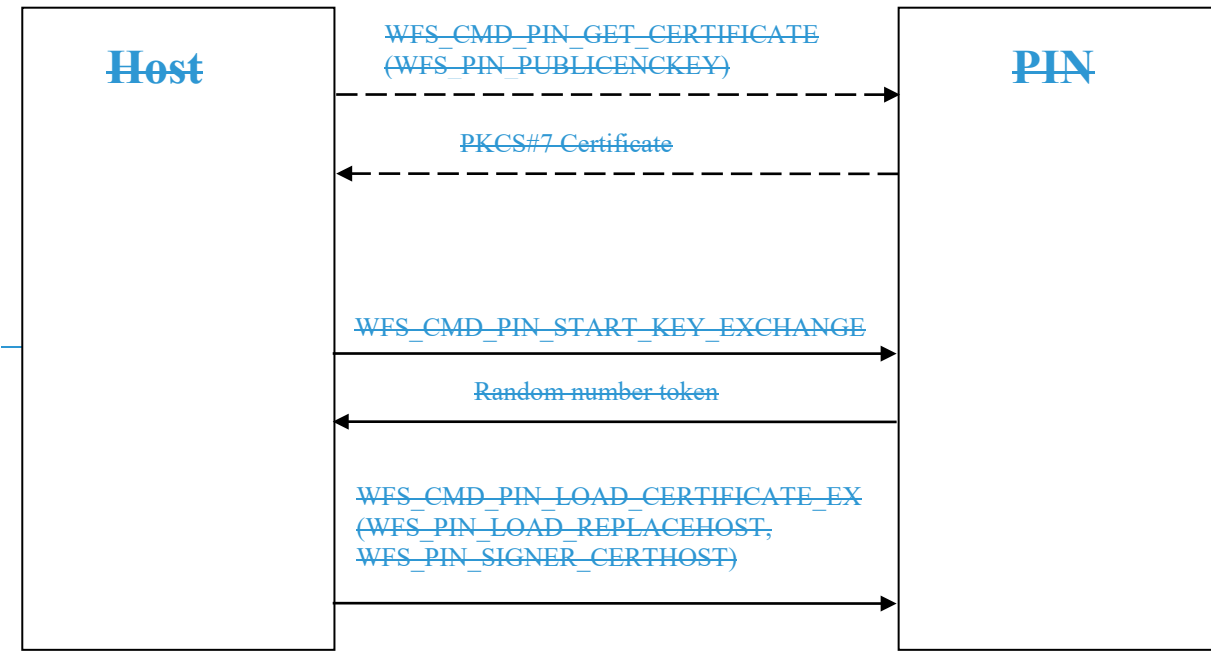 Host
WFS_CMD_PIN_GET_CERTIFICATE
(WFS_PIN_PUBLICENCKEY)
PIN
PKCS#7 Certificate
WFS_CMD_PIN_START_KEY_EXCHANGE
Random number token
WFS_CMD_PIN_LOAD_CERTIFICATE_EX
(WFS_PIN_LOAD_REPLACEHOST,
WFS_PIN_SIGNER_CERTHOST)